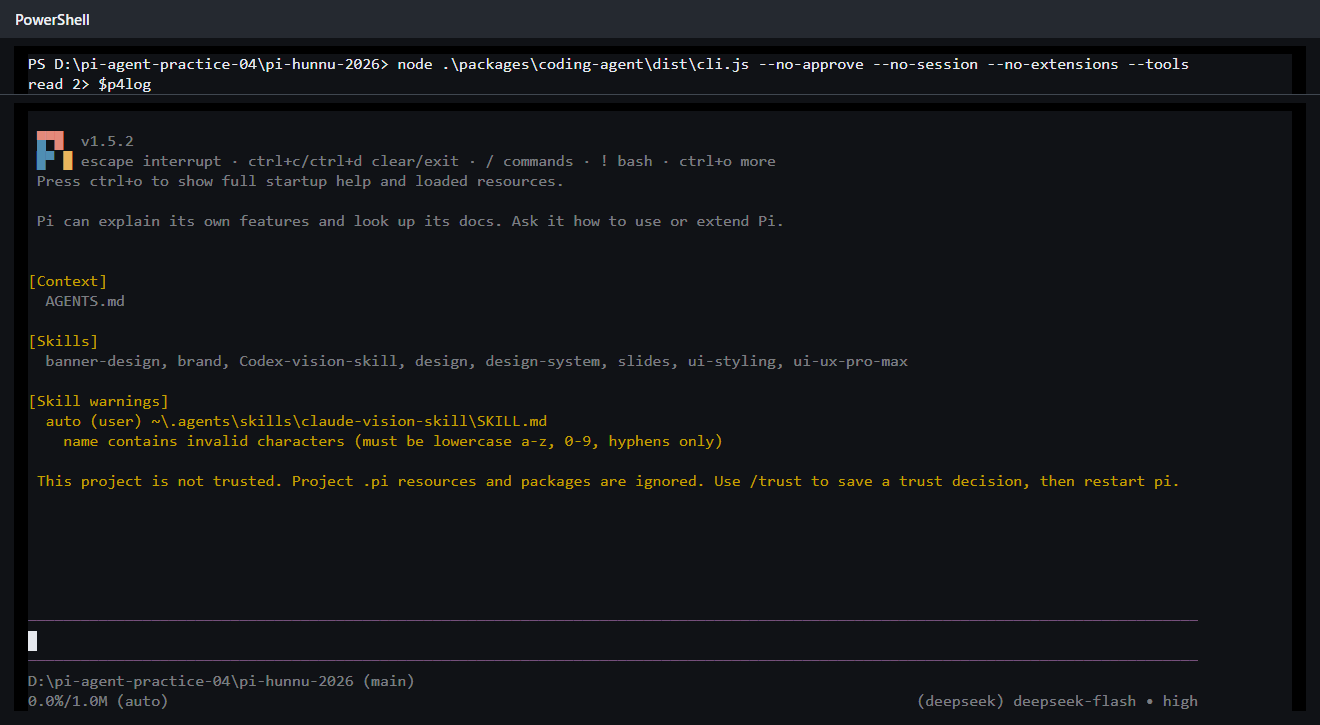 PowerShell
PS D:\pi-agent-practice-04\pi-hunnu-2026> node .\packages\coding-agent\dist\cli.js --no-approve --no-session --no-extensions --tools
read 2> $p4log
v1.5.2
escape interrupt · ctrl+c/ctrl+d clear/exit · / commands · ! bash · ctrl+o more
Press ctrl+o to show full startup help and loaded resources.
Pi can explain its own features and look up its docs. Ask it how to use or extend Pi.
[Context]
AGENTS.md
[Skills]
banner-design, brand, Codex-vision-skill, design, design-system, slides, ui-styling, ui-ux-pro-max
[Skill warnings]
auto (user) ~\.agents\skills\claude-vision-skill\SKILL.md
name contains invalid characters (must be lowercase a-z, 0-9, hyphens only)
This project is not trusted. Project .pi resources and packages are ignored. Use /trust to save a trust decision, then restart pi.
D:\pi-agent-practice-04\pi-hunnu-2026 (main)
0.0%/1.0M (auto) (deepseek) deepseek-flash • high